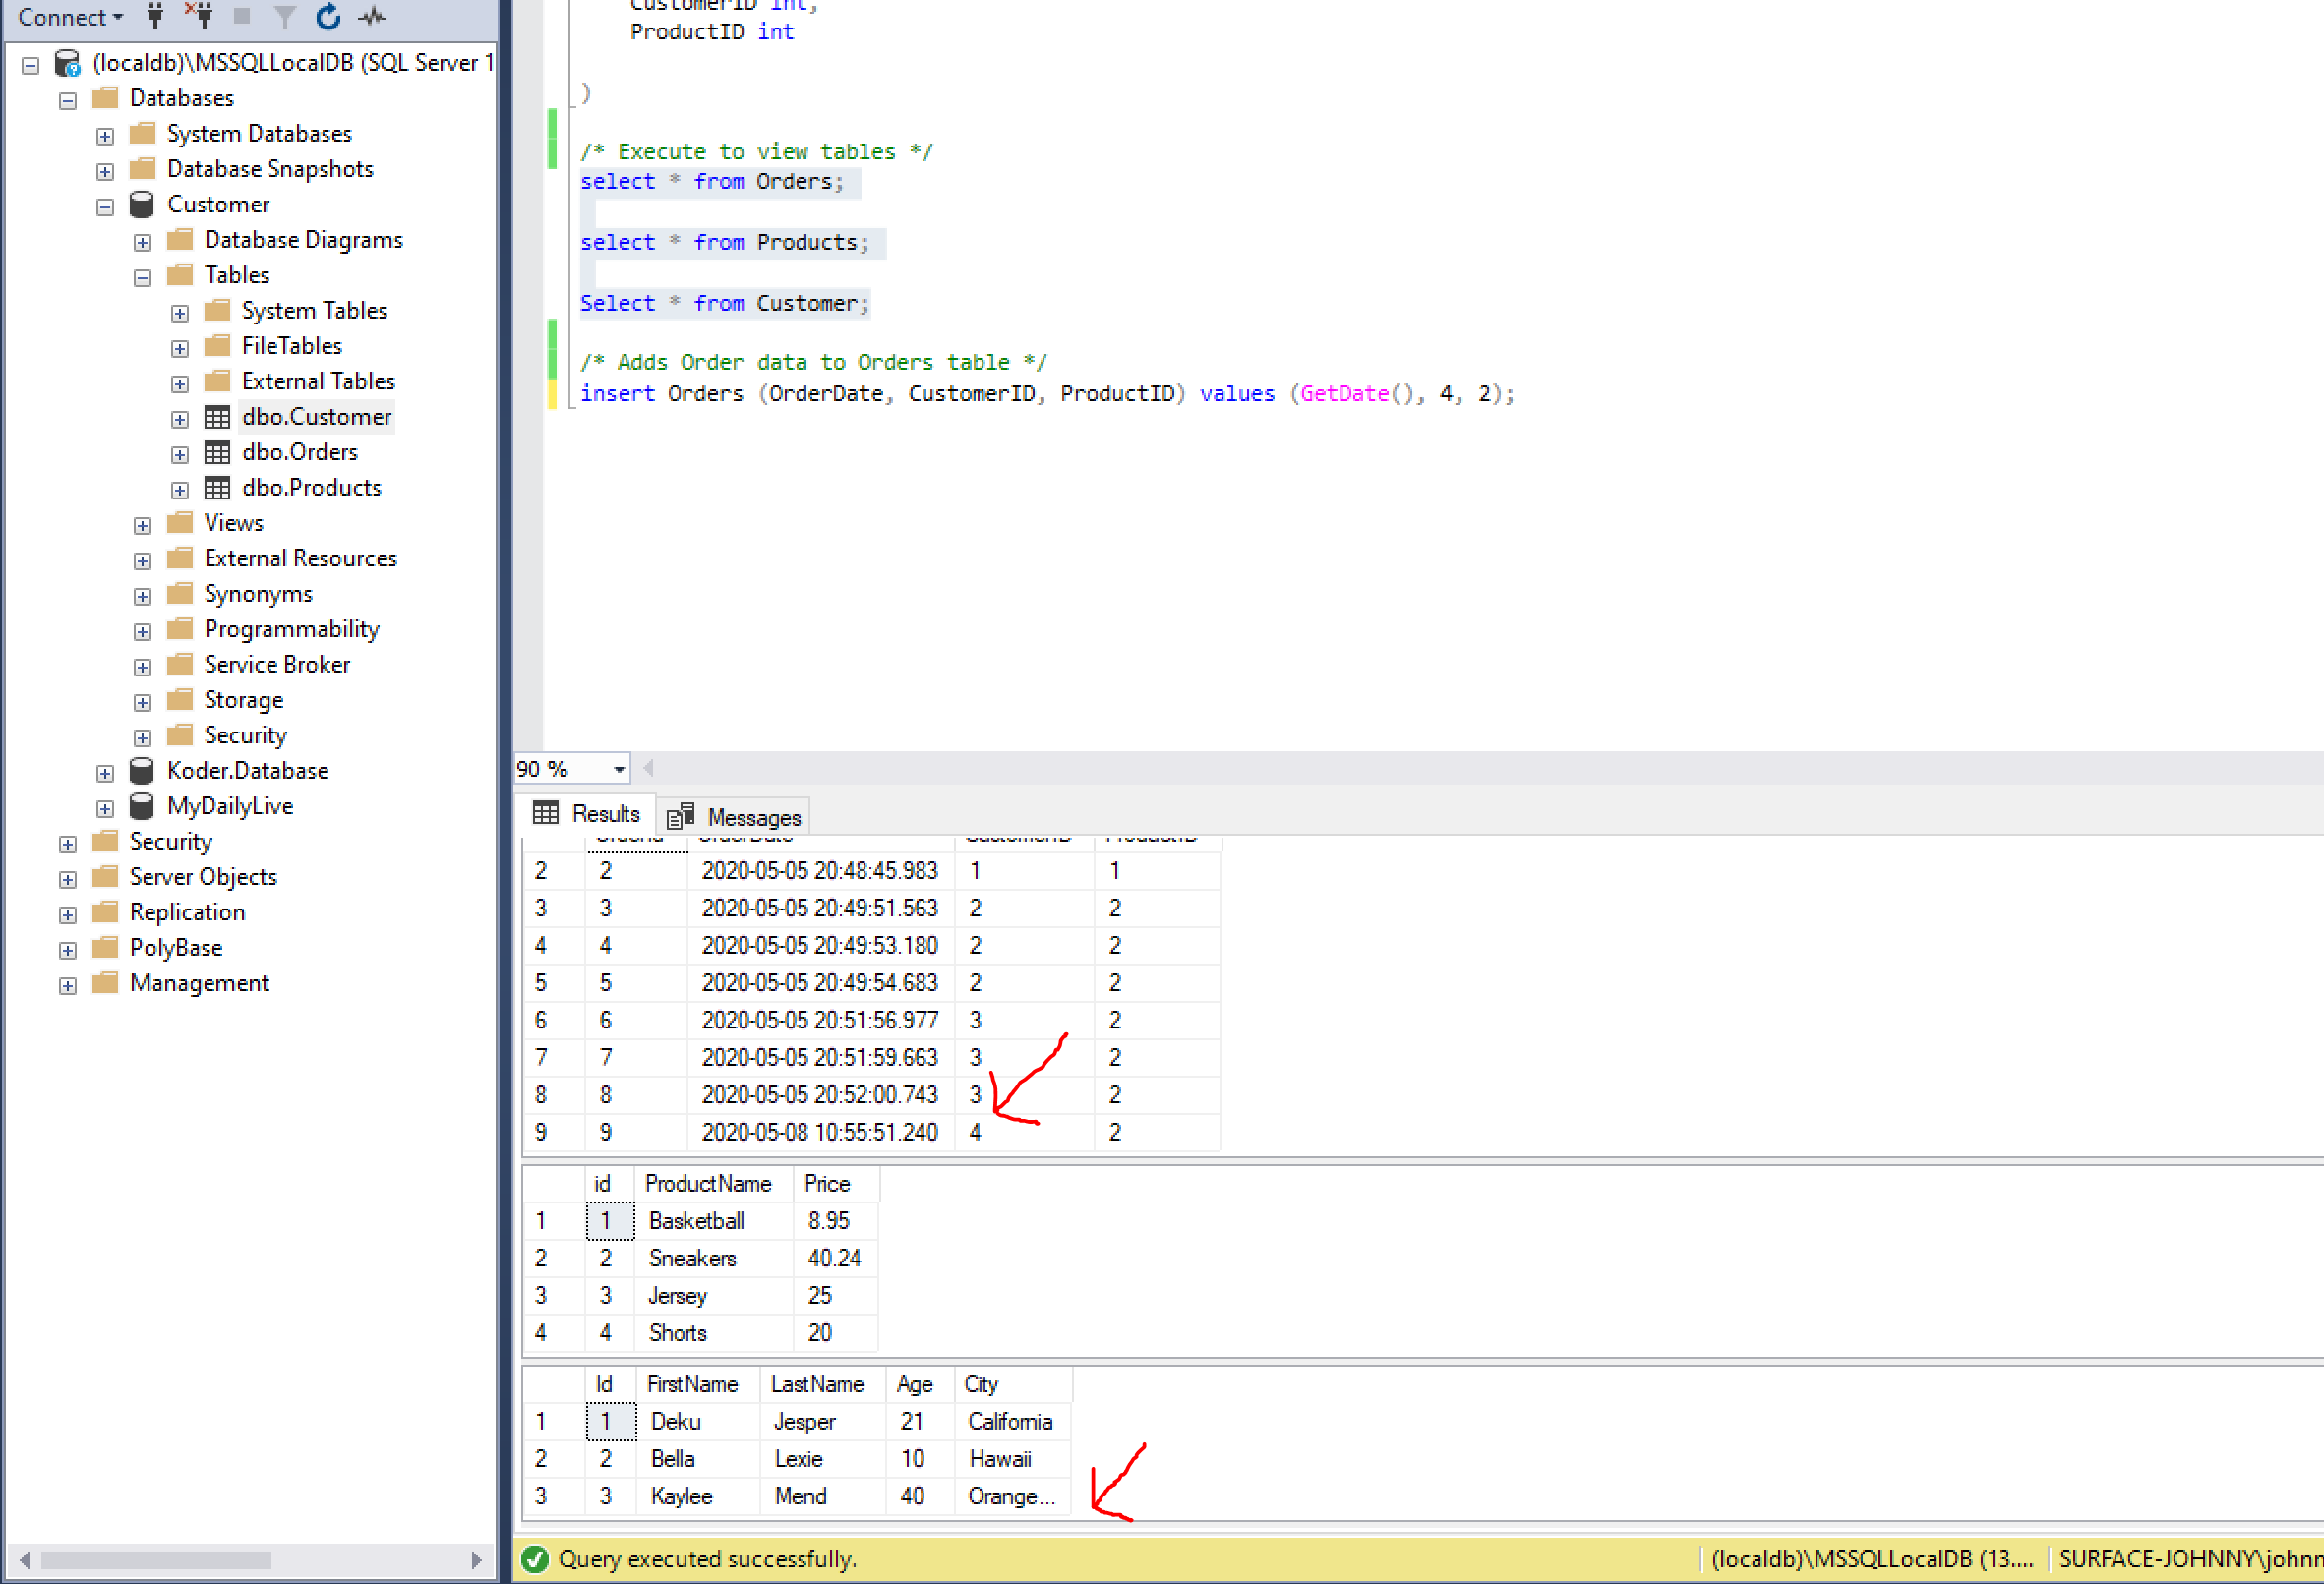 Connect
(localdb)\MSSQLLocalDB (SQL Server 1
Databases
System Databases
Database Snapshots
Customer
Database Diagrams
Tables
System Tables
FileTables
External Tables
dbo.Customer
dbo.Orders
dbo.Products
Views
External Resources
Synonyms
Programmability
Service Broker
Storage
Security
Koder.Database
MyDailyLive
Security
Server Objects
Replication
PolyBase
Management
CustomerID int,
ProductID int
)
/* Execute to view tables */
select * from Orders;
select * from Products;
Select * from Customer;
/* Adds Order data to Orders table */
insert Orders (OrderDate, CustomerID, ProductID) values (GetDate(), 4, 2);
90 %
Results Messages
2 2 2020-05-05 20:48:45.983 1 1
3 3 2020-05-05 20:49:51.563 2 2
4 4 2020-05-05 20:49:53.180 2 2
5 5 2020-05-05 20:49:54.683 2 2
6 6 2020-05-05 20:51:56.977 3 2
7 7 2020-05-05 20:51:59.663 3 2
8 8 2020-05-05 20:52:00.743 3 2
9 9 2020-05-08 10:55:51.240 4 2
id ProductName Price
1 1 Basketball 8.95
2 2 Sneakers 40.24
3 3 Jersey 25
4 4 Shorts 20
Id FirstName LastName Age City
1 1 Deku Jesper 21 California
2 2 Bella Lexie 10 Hawaii
3 3 Kaylee Mend 40 Orange...
Query executed successfully. (localdb)\MSSQLLocalDB (13.... SURFACE-JOHNNY\johnn